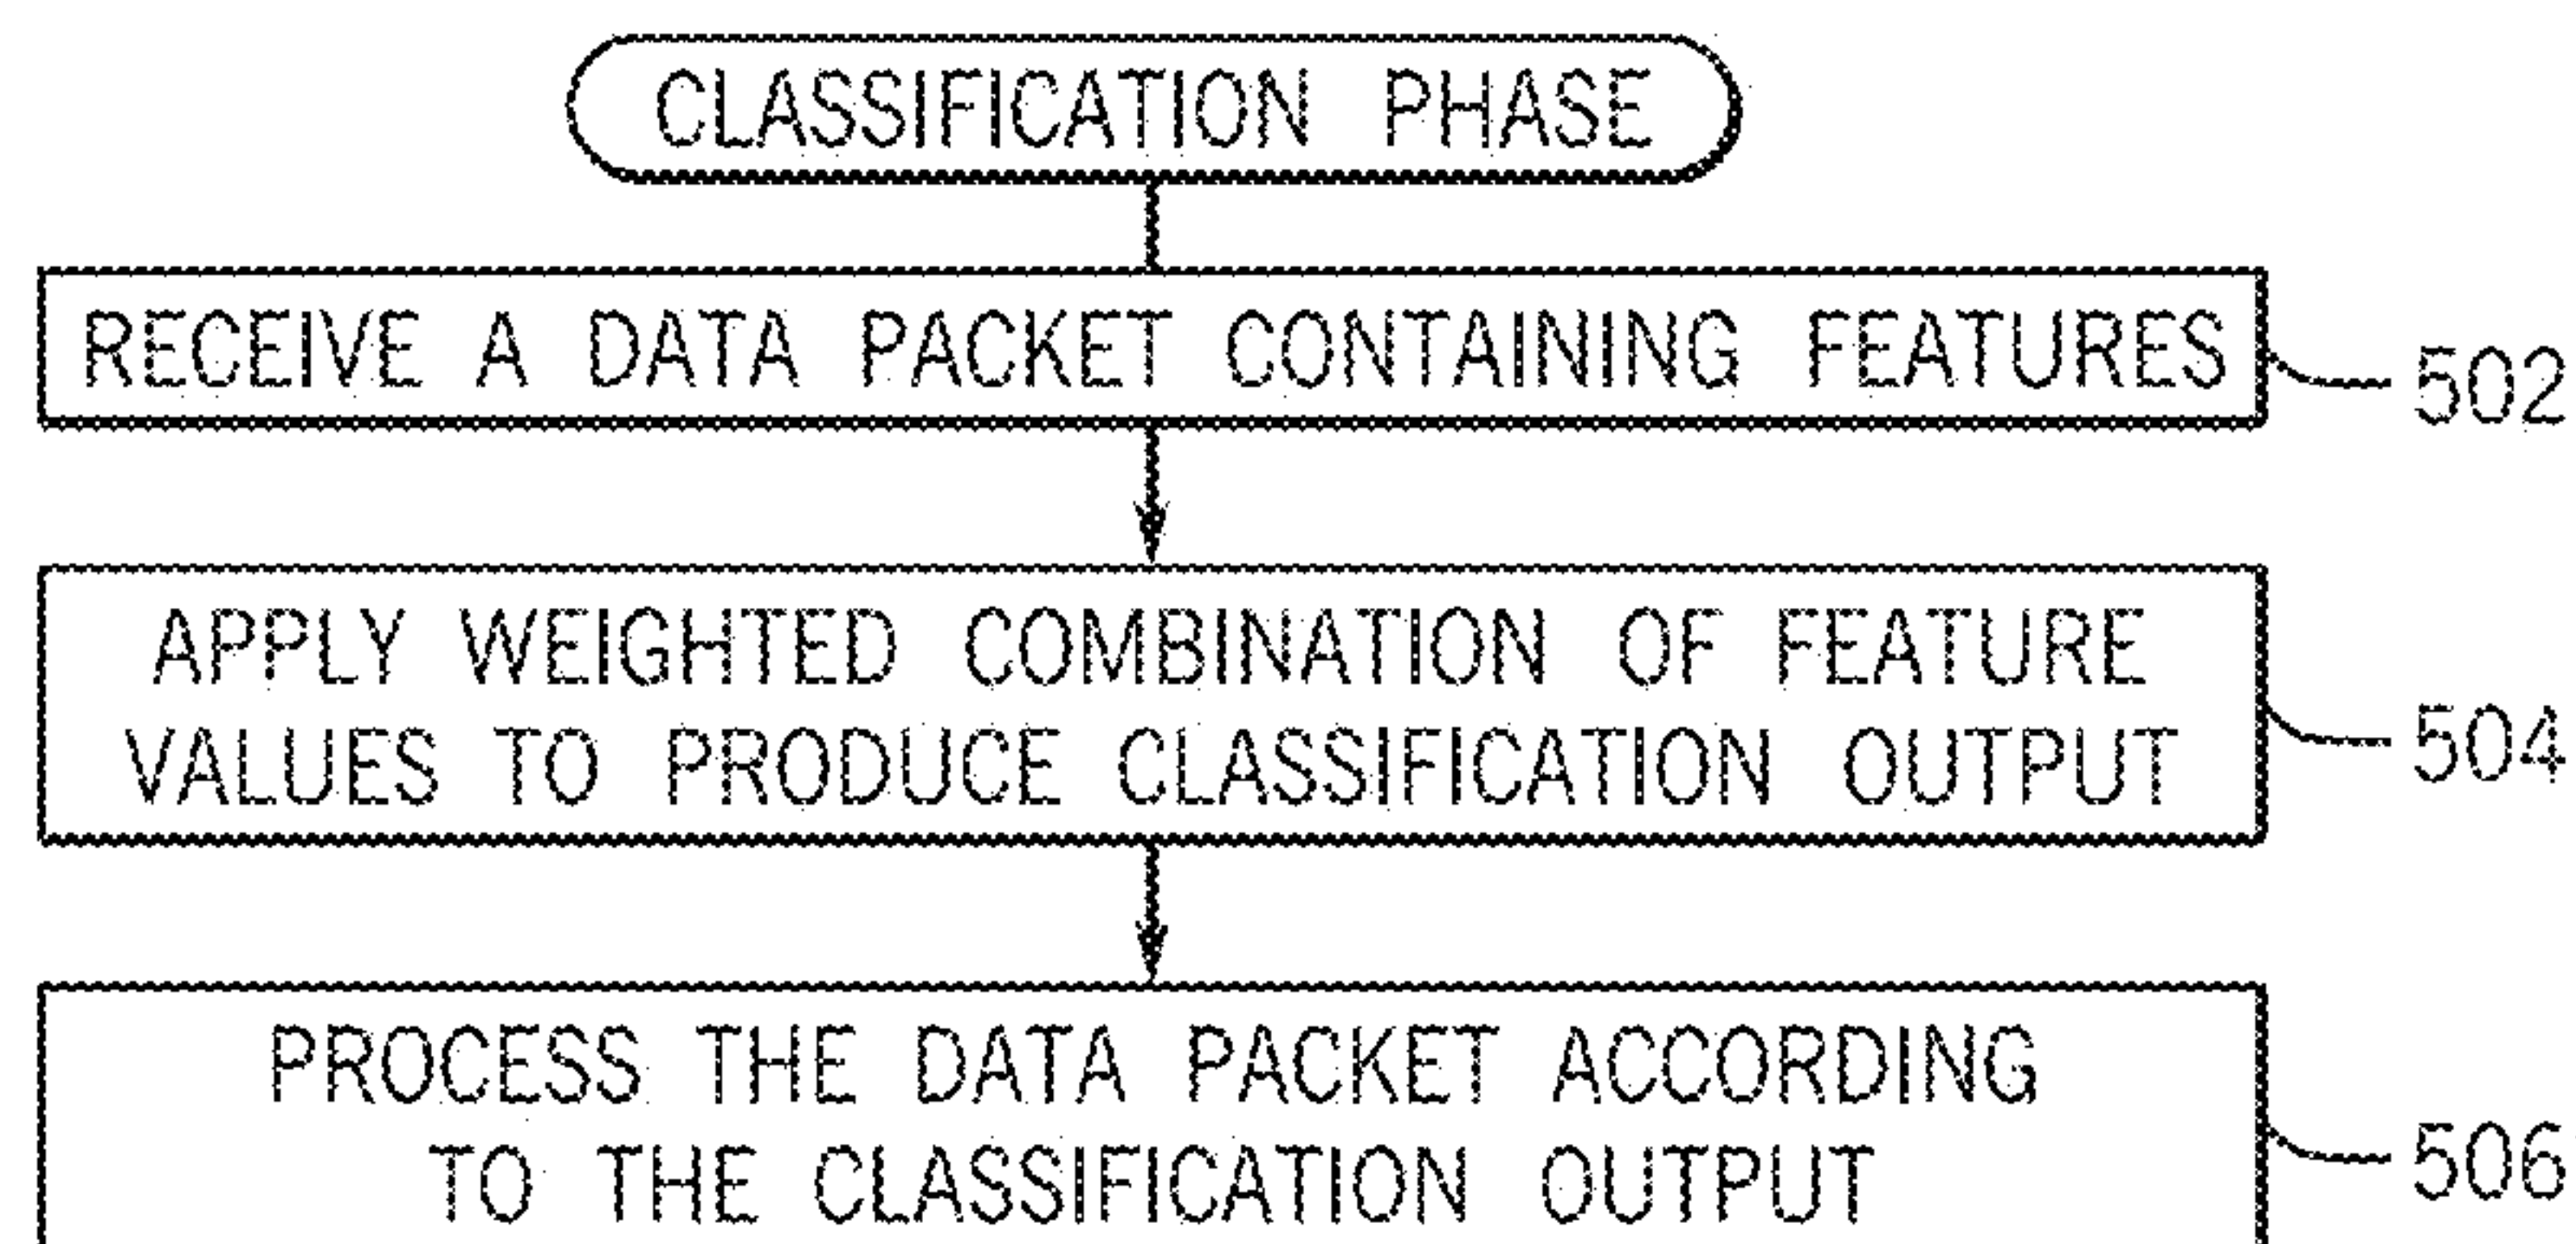 CLASSIFICATION PHASE
RECEIVE A DATA PACKET CONTAINING FEATURES
502
APPLY WEIGHTED COMBINATION OF FEATURE
VALUES TO PRODUCE CLASSIFICATION OUTPUT
504
PROCESS THE DATA PACKET ACCORDING
TO THE CLASSIFICATION OUTPUT
506